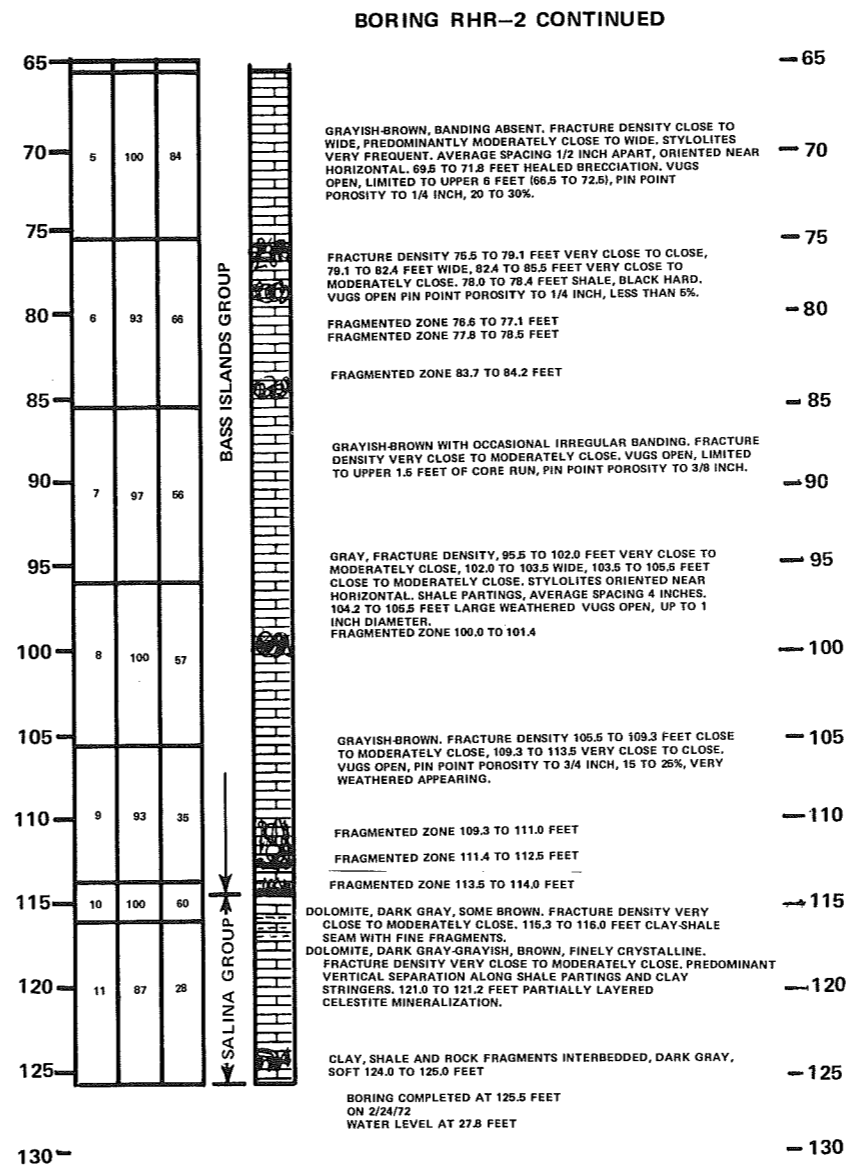 BORING RHR–2 CONTINUED
65
65
5 100 84
GRAYISH-BROWN, BANDING ABSENT. FRACTURE DENSITY CLOSE TO
WIDE, PREDOMINANTLY MODERATELY CLOSE TO WIDE. STYLOLITES
VERY FREQUENT. AVERAGE SPACING 1/2 INCH APART, ORIENTED NEAR
HORIZONTAL. 69.5 TO 71.8 FEET HEALED BRECCIATION. VUGS
OPEN, LIMITED TO UPPER 6 FEET (66.5 TO 72.5), PIN POINT
POROSITY TO 1/4 INCH, 20 TO 30%.
70
70
75
75
BASS ISLANDS GROUP
FRACTURE DENSITY 75.5 TO 79.1 FEET VERY CLOSE TO CLOSE,
79.1 TO 82.4 FEET WIDE, 82.4 TO 85.5 FEET VERY CLOSE TO
MODERATELY CLOSE. 78.0 TO 78.4 FEET SHALE, BLACK HARD.
VUGS OPEN PIN POINT POROSITY TO 1/4 INCH, LESS THAN 5%.
80
80
6 93 66
FRAGMENTED ZONE 76.6 TO 77.1 FEET
FRAGMENTED ZONE 77.8 TO 78.5 FEET
FRAGMENTED ZONE 83.7 TO 84.2 FEET
85
85
GRAYISH-BROWN WITH OCCASIONAL IRREGULAR BANDING. FRACTURE
DENSITY VERY CLOSE TO MODERATELY CLOSE. VUGS OPEN, LIMITED
TO UPPER 1.5 FEET OF CORE RUN, PIN POINT POROSITY TO 3/8 INCH.
90
90
7 97 56
95
95
GRAY, FRACTURE DENSITY, 95.5 TO 102.0 FEET VERY CLOSE TO
MODERATELY CLOSE, 102.0 TO 103.5 WIDE, 103.5 TO 105.5 FEET
CLOSE TO MODERATELY CLOSE. STYLOLITES ORIENTED NEAR
HORIZONTAL. SHALE PARTINGS, AVERAGE SPACING 4 INCHES.
104.2 TO 105.5 FEET LARGE WEATHERED VUGS OPEN, UP TO 1
INCH DIAMETER.
FRAGMENTED ZONE 100.0 TO 101.4
100
100
8 100 57
105
105
GRAYISH-BROWN. FRACTURE DENSITY 105.5 TO 109.3 FEET CLOSE
TO MODERATELY CLOSE, 109.3 TO 113.5 VERY CLOSE TO CLOSE.
VUGS OPEN, PIN POINT POROSITY TO 3/4 INCH, 15 TO 25%, VERY
WEATHERED APPEARING.
110
110
9 93 35
FRAGMENTED ZONE 109.3 TO 111.0 FEET
FRAGMENTED ZONE 111.4 TO 112.5 FEET
FRAGMENTED ZONE 113.5 TO 114.0 FEET
115
115
10 100 60
SALINA GROUP
DOLOMITE, DARK GRAY, SOME BROWN. FRACTURE DENSITY VERY
CLOSE TO MODERATELY CLOSE. 115.3 TO 116.0 FEET CLAY-SHALE
SEAM WITH FINE FRAGMENTS.
DOLOMITE, DARK GRAY-GRAYISH, BROWN, FINELY CRYSTALLINE.
FRACTURE DENSITY VERY CLOSE TO MODERATELY CLOSE. PREDOMINANT
VERTICAL SEPARATION ALONG SHALE PARTINGS AND CLAY
STRINGERS. 121.0 TO 121.2 FEET PARTIALLY LAYERED
CELESTITE MINERALIZATION.
120
120
11 87 28
CLAY, SHALE AND ROCK FRAGMENTS INTERBEDDED, DARK GRAY,
SOFT 124.0 TO 125.0 FEET
125
125
BORING COMPLETED AT 125.5 FEET
ON 2/24/72
WATER LEVEL AT 27.8 FEET
130
130